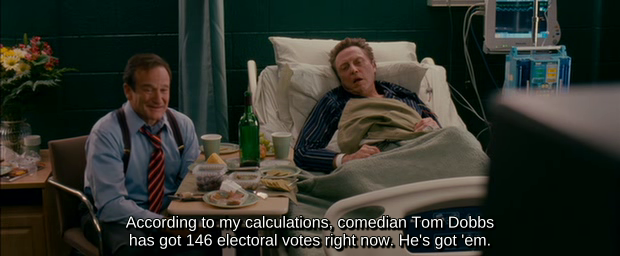 According to my calculations, comedian Tom Dobbs
has got 146 electoral votes right now. He's got 'em.